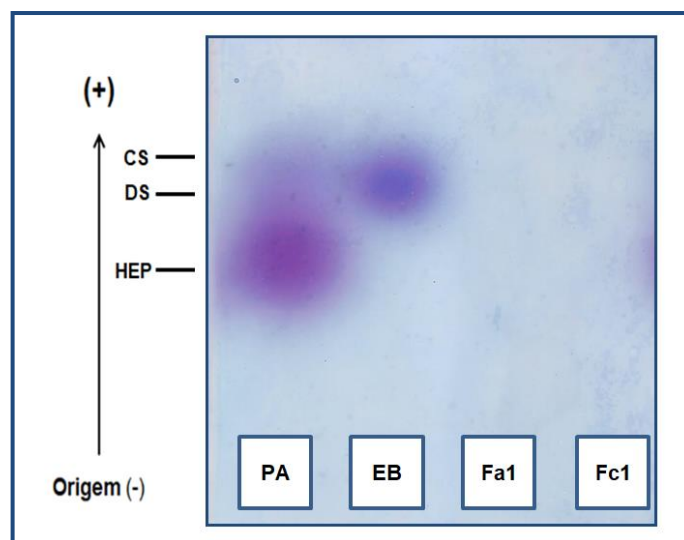 (+)
CS
DS
HEP
Origem (-)
PA
EB
Fa1
Fc1